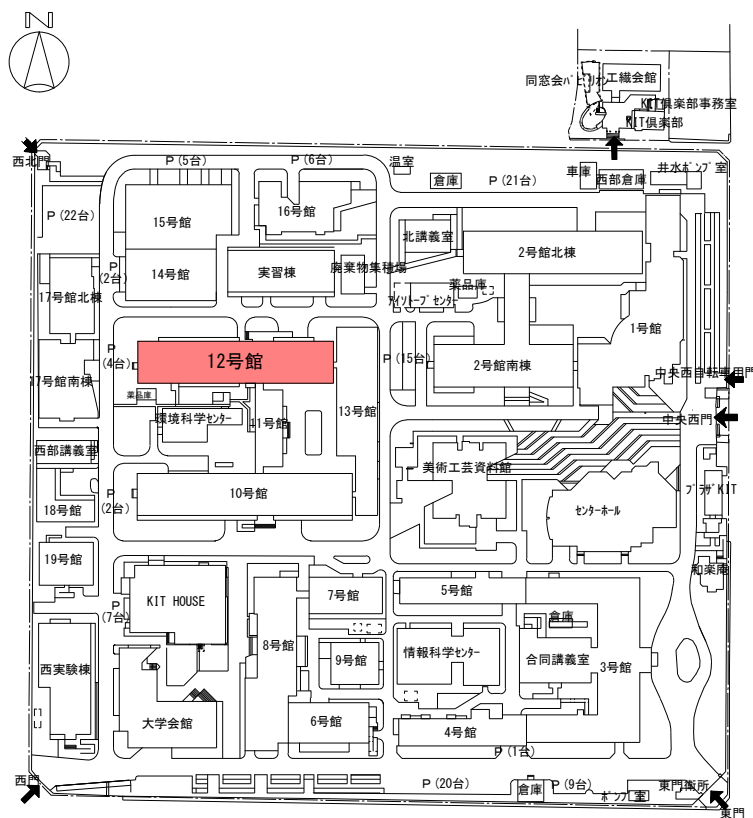 N
同窓会パビリオン
工繊会館
KIT倶楽部事務室
KIT倶楽部
西北門
P (5台)
P (6台)
温室
倉庫
P (21台)
車庫
西部倉庫
井水ポンプ室
P (22台)
15号館
16号館
北講義室
2号館北棟
P
(2台)
14号館
実習棟
廃棄物集積場
17号館北棟
薬品庫
アイソトープセンター
1号館
P
(4台)
12号館
P
(15台)
2号館南棟
17号館南棟
中央西自転車専用門
薬品庫
環境科学センター
11号館
13号館
中央西門
西部講義室
美術工芸資料館
10号館
P
(2台)
18号館
センターホール
プラザKIT
19号館
和楽庵
KIT HOUSE
7号館
5号館
P
(7台)
倉庫
8号館
9号館
情報科学センター
合同講義室
3号館
西実験棟
大学会館
6号館
4号館
P (1台)
西門
P (20台)
倉庫
P (9台)
ポンプ室
東門衛所
東門